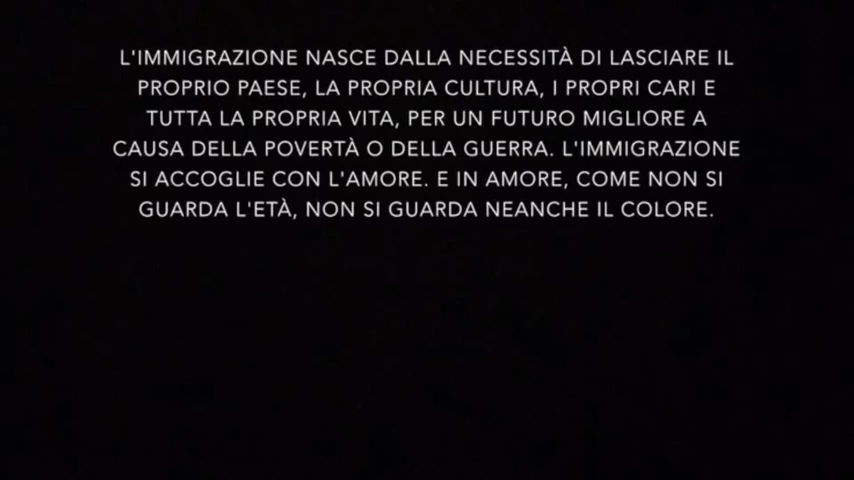 L'IMMIGRAZIONE NASCE DALLA NECESSITÀ DI LASCIARE IL
PROPRIO PAESE, LA PROPRIA CULTURA, I PROPRI CARI E
TUTTA LA PROPRIA VITA, PER UN FUTURO MIGLIORE A
CAUSA DELLA POVERTÀ O DELLA GUERRA. L'IMMIGRAZIONE
SI ACCOGLIE CON L'AMORE. E IN AMORE, COME NON SI
GUARDA L'ETÀ, NON SI GUARDA NEANCHE IL COLORE.